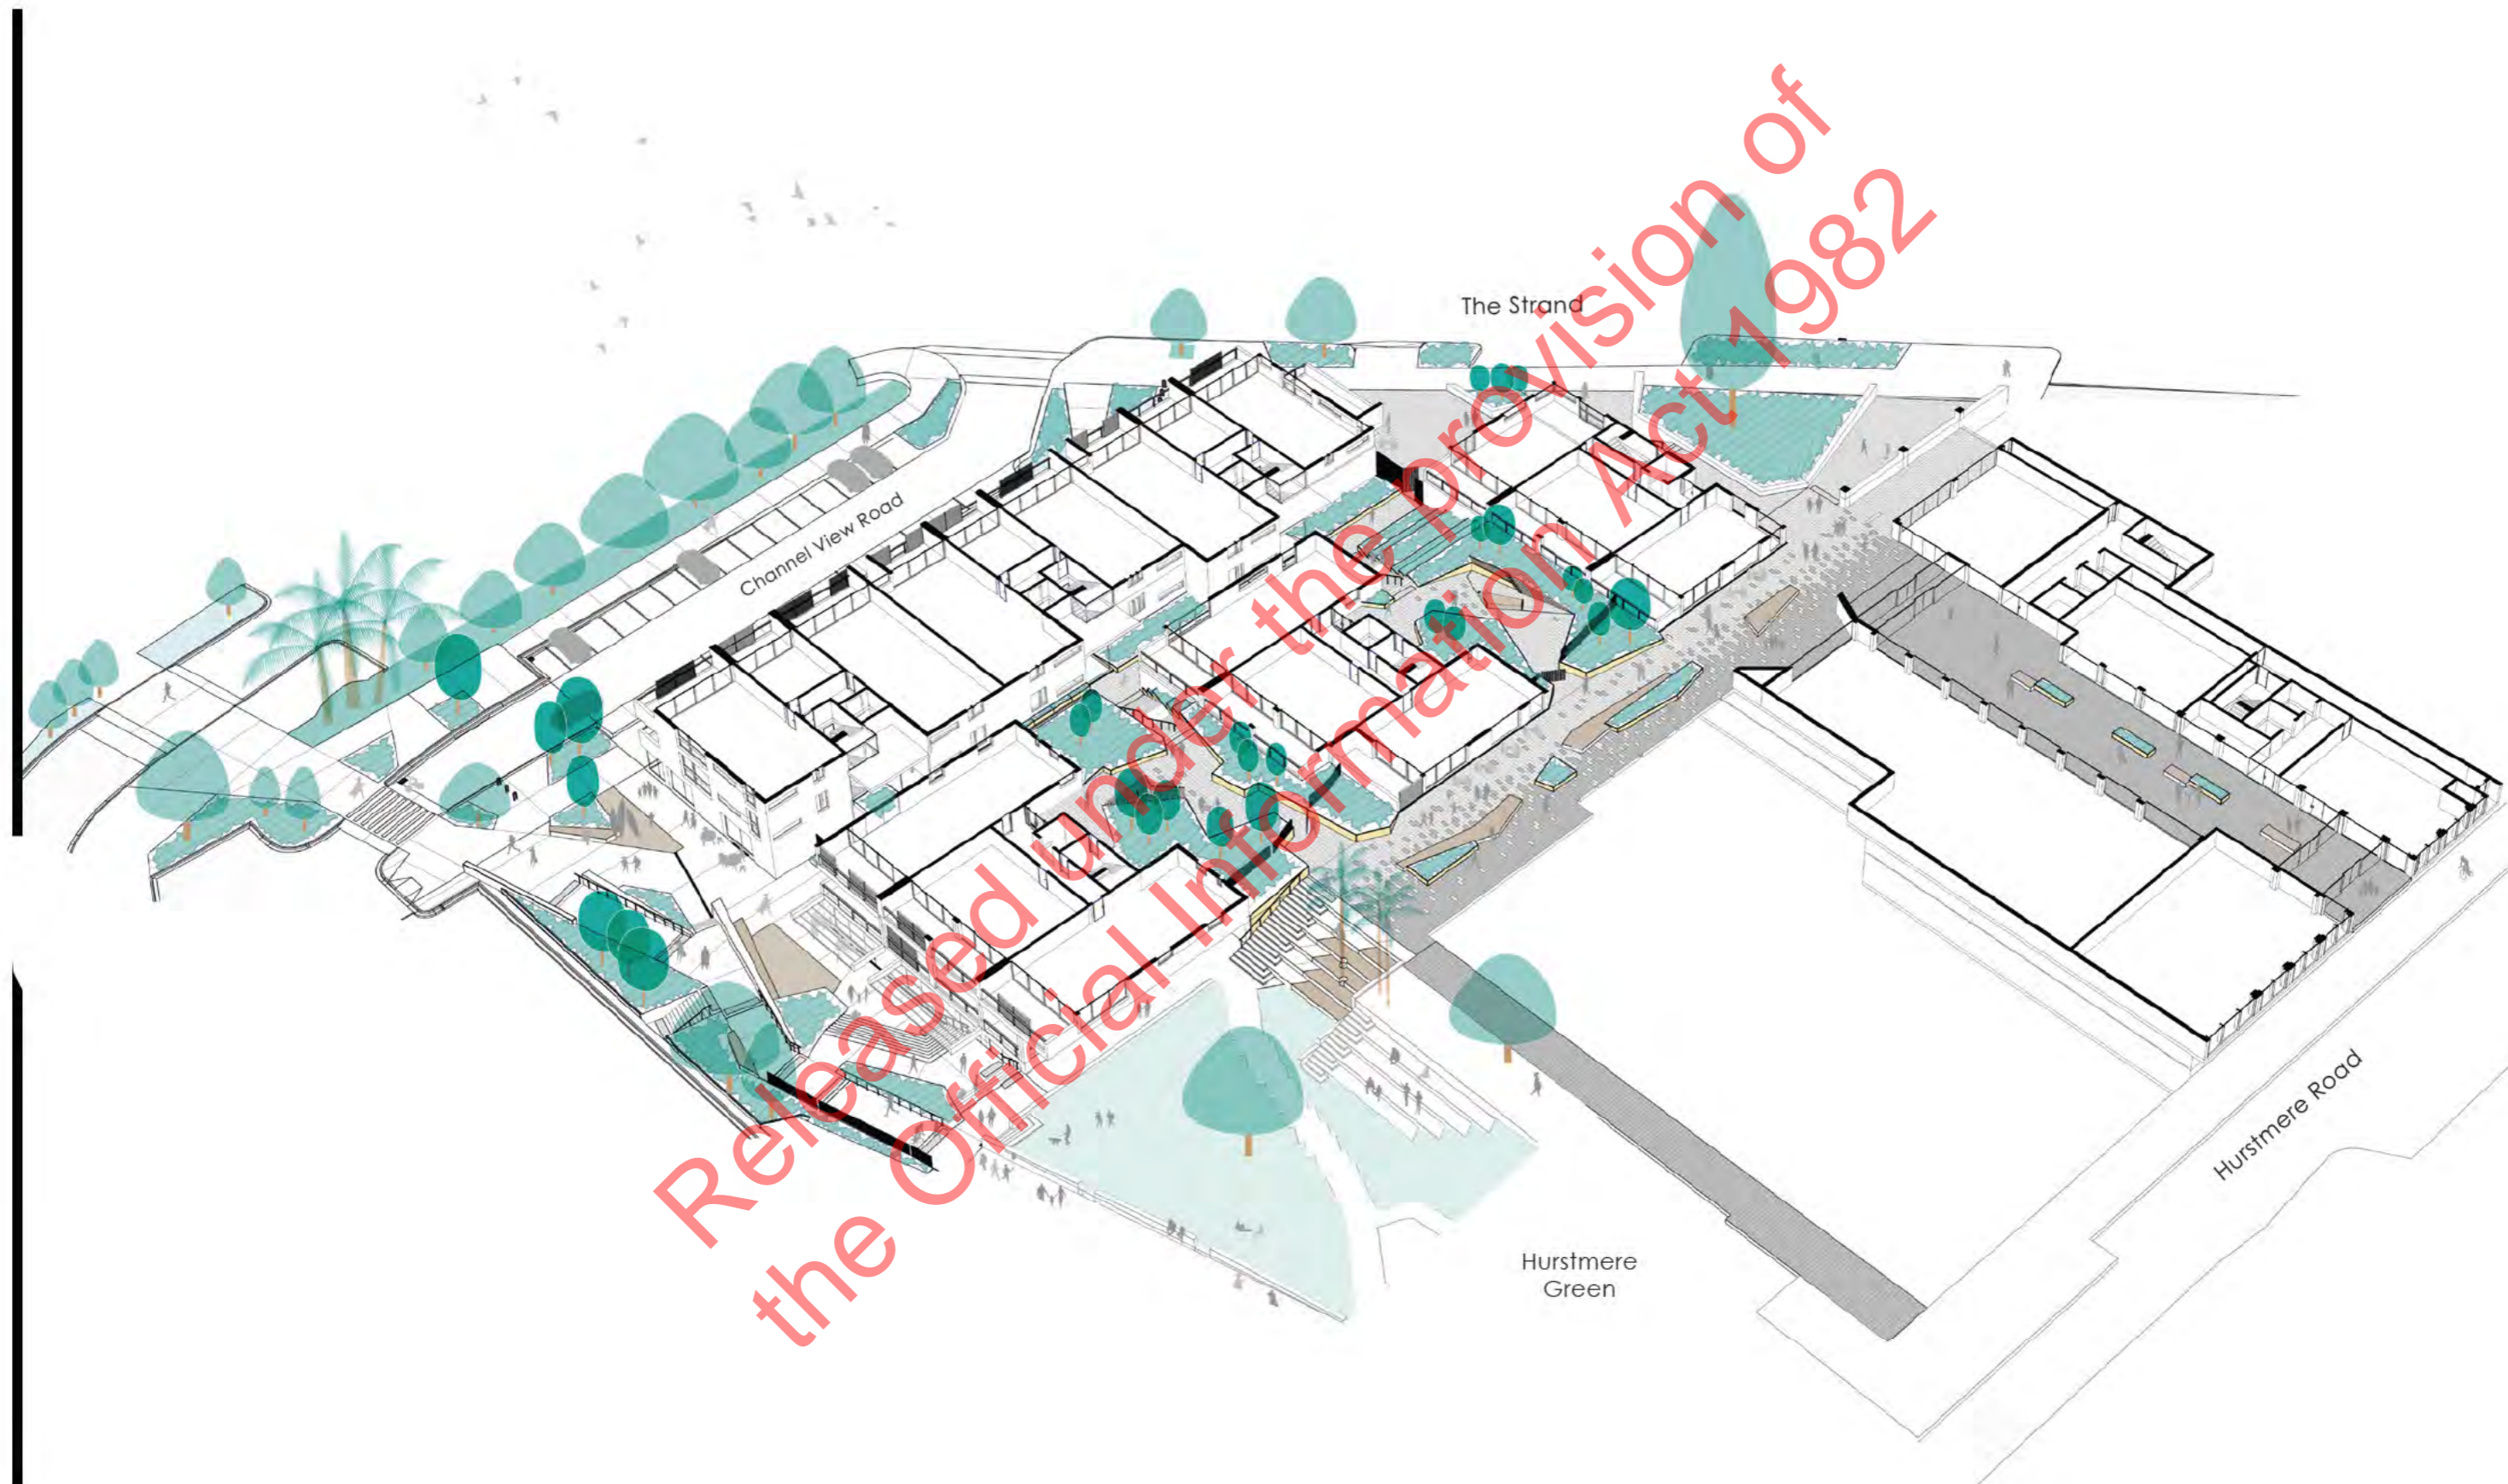 The Strand
Channel View Road
Released under the provision of
the Official Information Act 1982
Hurstmere Road
Hurstmere
Green